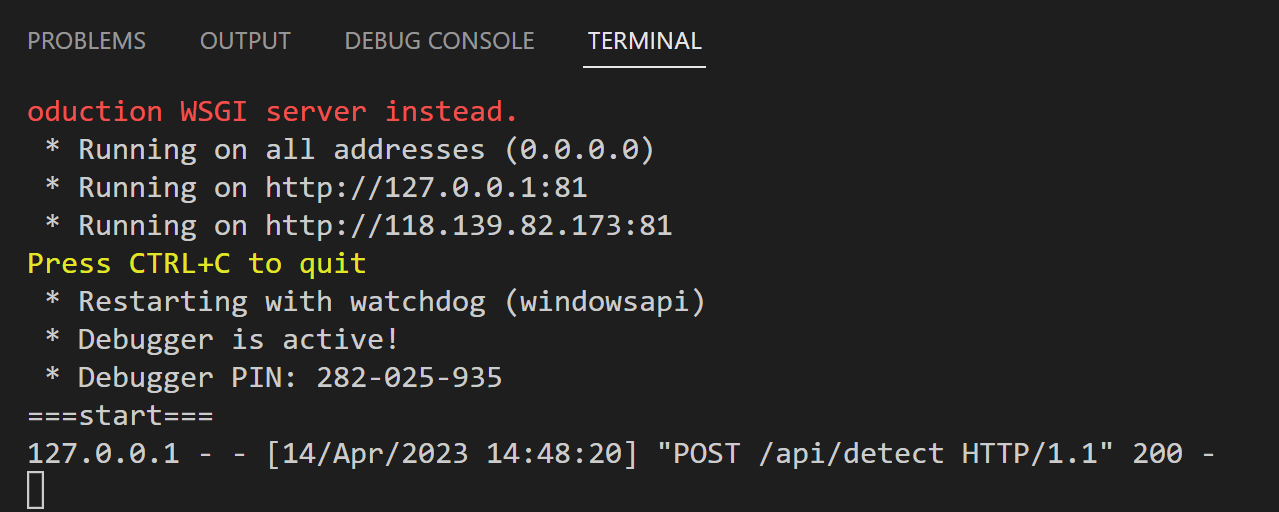 PROBLEMS OUTPUT DEBUG CONSOLE TERMINAL
oduction WSGI server instead.
 * Running on all addresses (0.0.0.0)
 * Running on http://127.0.0.1:81
 * Running on http://118.139.82.173:81
Press CTRL+C to quit
 * Restarting with watchdog (windowsapi)
 * Debugger is active!
 * Debugger PIN: 282-025-935
===start===
127.0.0.1 - - [14/Apr/2023 14:48:20] "POST /api/detect HTTP/1.1" 200 -